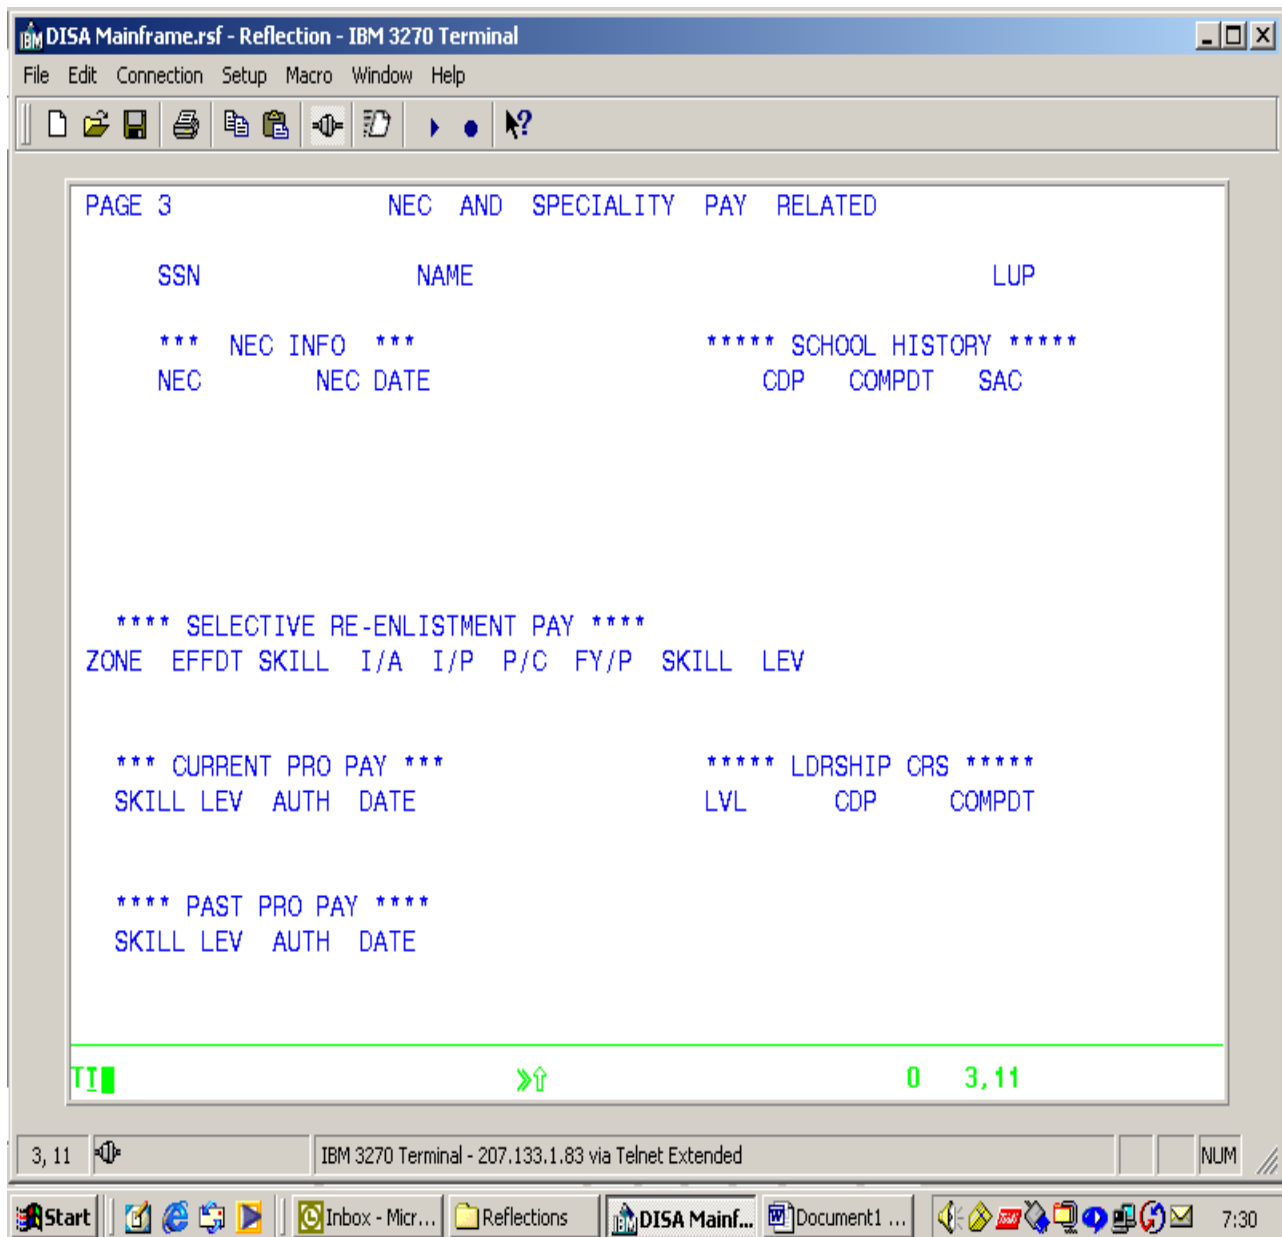 DISA Mainframe.rsf - Reflection - IBM 3270 Terminal
File Edit Connection Setup Macro Window Help
PAGE 3 NEC AND SPECIALITY PAY RELATED
SSN NAME LUP
*** NEC INFO *** ***** SCHOOL HISTORY *****
NEC NEC DATE CDP COMPDT SAC
**** SELECTIVE RE-ENLISTMENT PAY ****
ZONE EFFDT SKILL I/A I/P P/C FY/P SKILL LEV
*** CURRENT PRO PAY *** ***** LDRSHIP CRS *****
SKILL LEV AUTH DATE LVL CDP COMPDT
**** PAST PRO PAY ****
SKILL LEV AUTH DATE
0 3,11
3, 11 IBM 3270 Terminal - 207.133.1.83 via Telnet Extended NUM
Start Inbox - Micr... Reflections DISA Mainf... Document1 ... 7:30